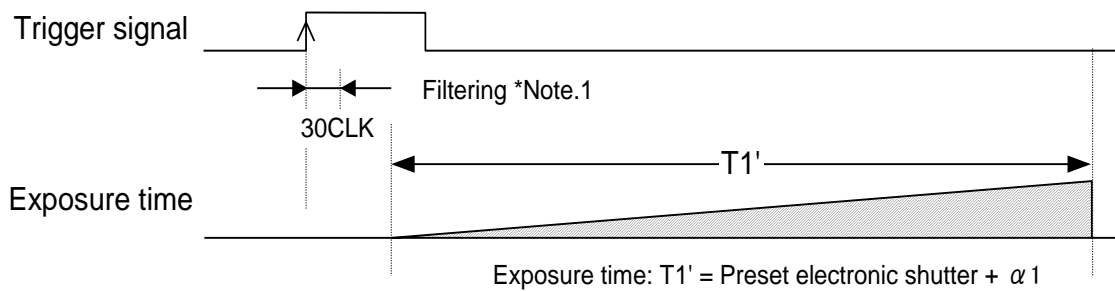 Trigger signal
Filtering *Note.1
30CLK
T1'
Exposure time
Exposure time: T1' = Preset electronic shutter + α1